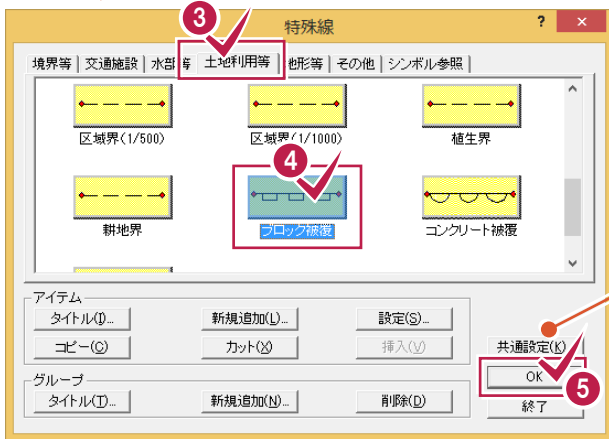 3
特殊線
? ×
境界等 交通施設 水部等 土地利用等 地形等 その他 シンボル参照
区域界(1/500) 区域界(1/1000) 植生界
4
耕地界 ブロック被覆 コンクリート被覆
アイテム
タイトル(I)... 新規追加(L)... 設定(S)...
コピー(C) カット(X) 挿入(V) 共通設定(K)
グループ
OK
5
タイトル(T)... 新規追加(N)... 削除(D) 終了